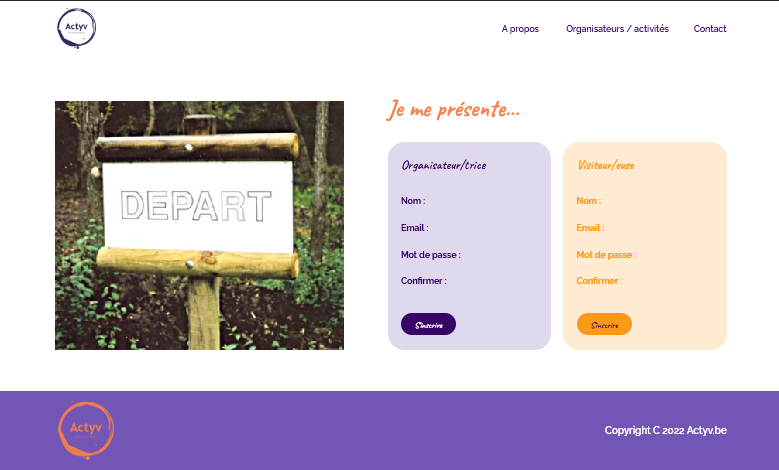 Actyv
A propos
Organisateurs / activités
Contact
DEPART
Je me présente...
Organisateur/trice
Nom :
Email :
Mot de passe :
Confirmer :
S'inscrire
Visiteur/euse
Nom :
Email :
Mot de passe :
Confirmer :
S'inscrire
Actyv
Copyright C 2022 Actyv.be